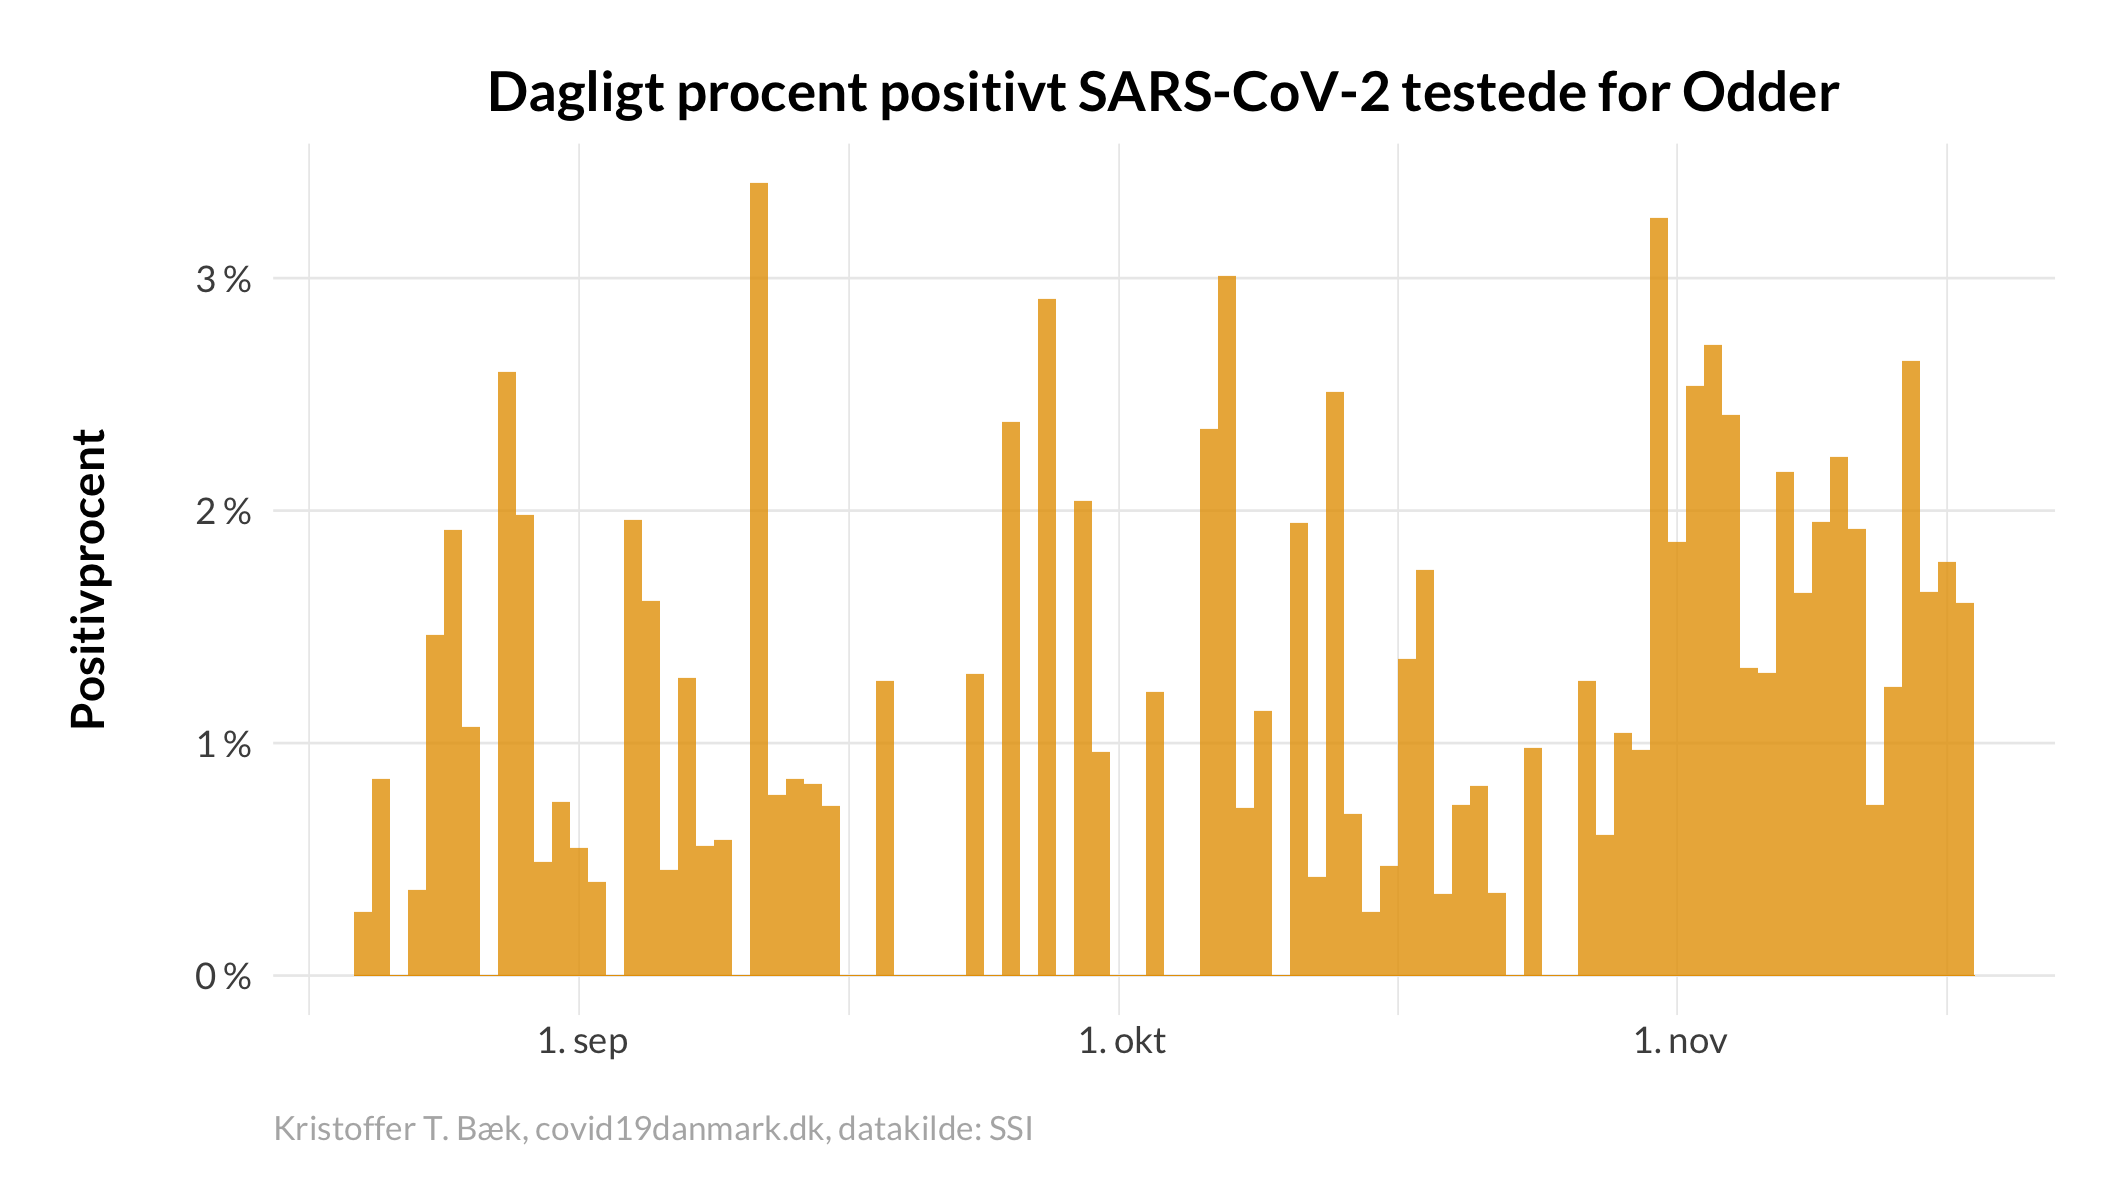 Dagligt procent positivt SARS-CoV-2 testede for Odder
Positivprocent
3 %
2 %
1 %
0 %
1. sep
1. okt
1. nov
Kristoffer T. Bæk, covid19danmark.dk, datakilde: SSI